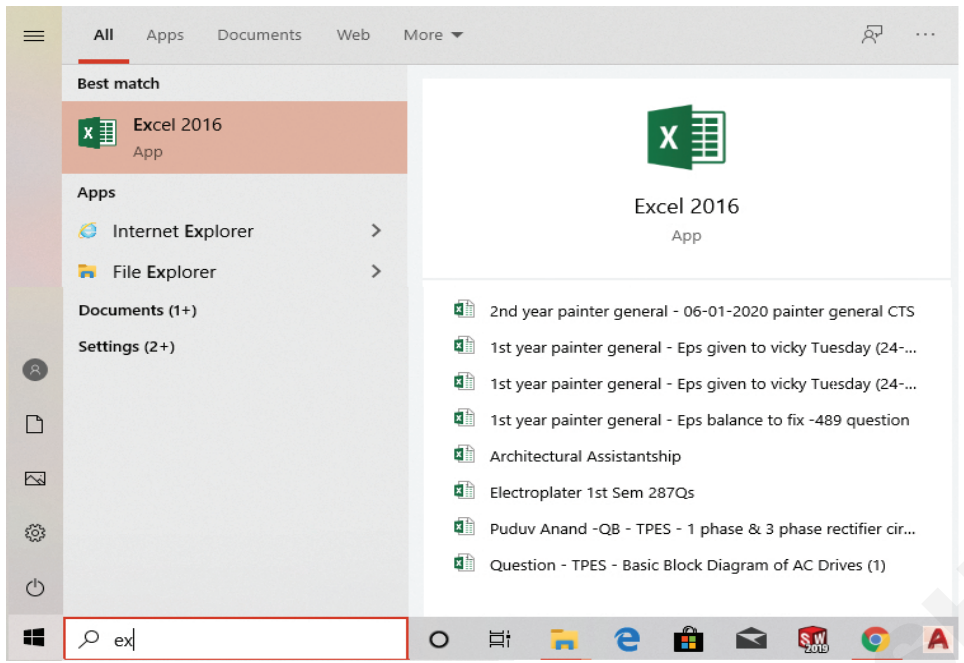 All Apps Documents Web More
Best match
Excel 2016
App
Apps
Internet Explorer
File Explorer
Documents (1+)
Settings (2+)
ex
Excel 2016
App
2nd year painter general - 06-01-2020 painter general CTS
1st year painter general - Eps given to vicky Tuesday (24-...
1st year painter general - Eps given to vicky Tuesday (24-...
1st year painter general - Eps balance to fix -489 question
Architectural Assistantship
Electroplater 1st Sem 287Qs
Puduv Anand -QB - TPES - 1 phase & 3 phase rectifier cir...
Question - TPES - Basic Block Diagram of AC Drives (1)
SW
2019